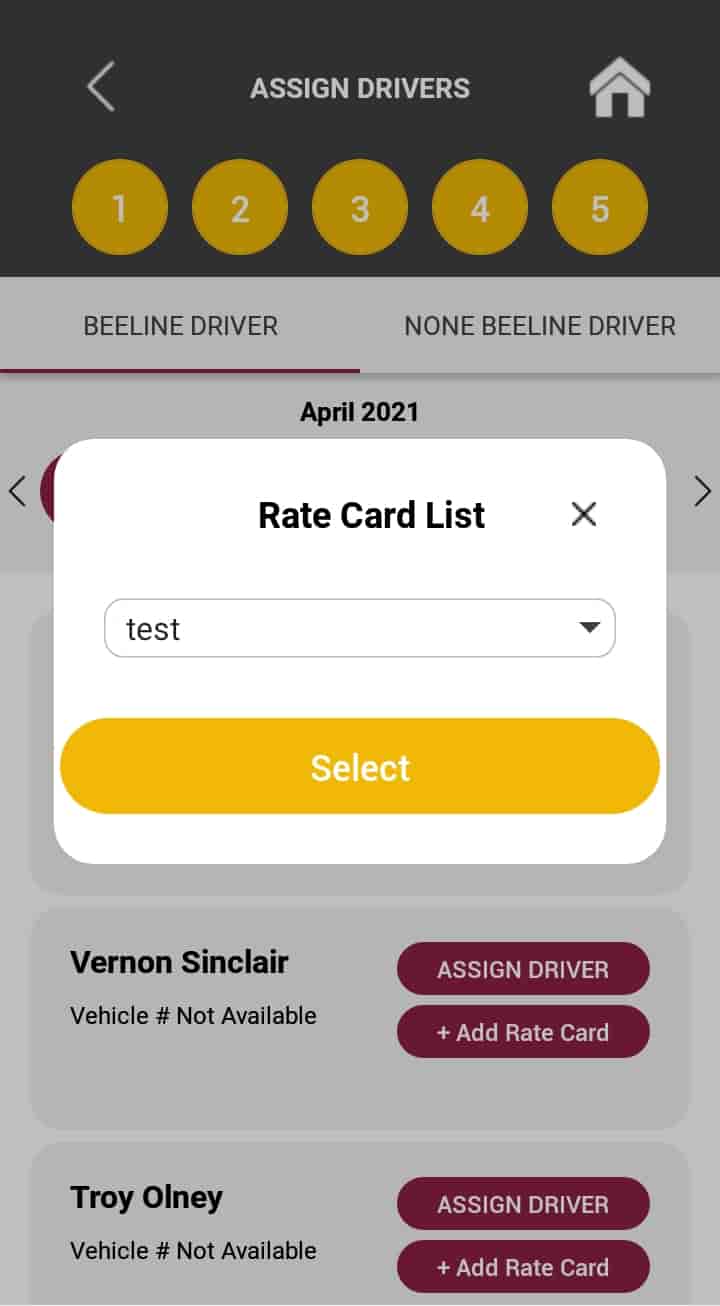 ASSIGN DRIVERS
1 2 3 4 5
BEELINE DRIVER NONE BEELINE DRIVER
April 2021
Rate Card List
test
Select
Vernon Sinclair
ASSIGN DRIVER
Vehicle # Not Available
+ Add Rate Card
Troy Olney
ASSIGN DRIVER
Vehicle # Not Available
+ Add Rate Card